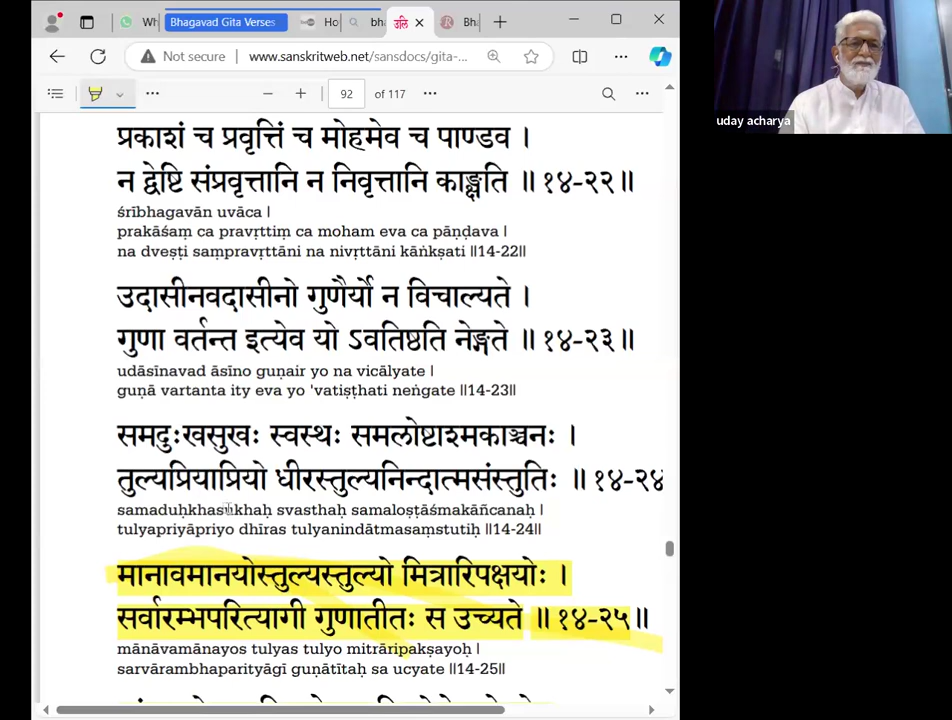 Wh
Bhagavad Gita Verses
Ho
bha
उलि
Bha
Not secure
www.sanskritweb.net/sansdocs/gita-...
uday acharya
92
of 117
प्रकाशं च प्रवृत्तिं च मोहमेव च पाण्डव ।
न द्वेष्टि संप्रवृत्तानि न निवृत्तानि काङ्क्षति ॥१४-२२॥
śrībhagavān uvāca |
prakāśaṃ ca pravṛttiṃ ca moham eva ca pāṇḍava |
na dveṣṭi saṃpravṛttāni na nivṛttāni kāṅkṣati ||14-22||
उदासीनवदासीनो गुणैर्यो न विचाल्यते ।
गुणा वर्तन्त इत्येव यो ऽवतिष्ठति नेङ्गते ॥१४-२३॥
udāsīnavad āsīno guṇair yo na vicālyate |
guṇā vartanta ity eva yo 'vatiṣṭhati neṅgate ||14-23||
समदुःखसुखः स्वस्थः समलोष्टाश्मकाञ्चनः ।
तुल्यप्रियाप्रियो धीरस्तुल्यनिन्दात्मसंस्तुतिः ॥१४-२४
samaduḥkhasukhaḥ svasthaḥ samaloṣṭāśmakāñcanaḥ |
tulyapriyāpriyo dhīras tulyanindātmasaṃstutiḥ ||14-24||
मानावमानयोस्तुल्यस्तुल्यो मित्रारिपक्षयोः ।
सर्वारम्भपरित्यागी गुणातीतः स उच्यते ॥१४-२५॥
mānāvamānayos tulyas tulyo mitrāripakṣayoḥ |
sarvārambhaparityāgī guṇātītaḥ sa ucyate ||14-25||